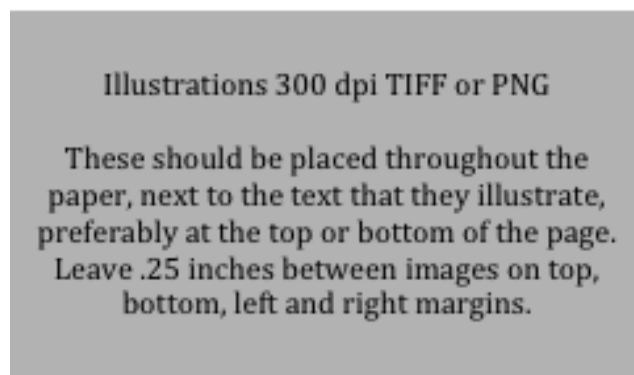 Illustrations 300 dpi TIFF or PNG
These should be placed throughout the
paper, next to the text that they illustrate,
preferably at the top or bottom of the page.
Leave .25 inches between images on top,
bottom, left and right margins.